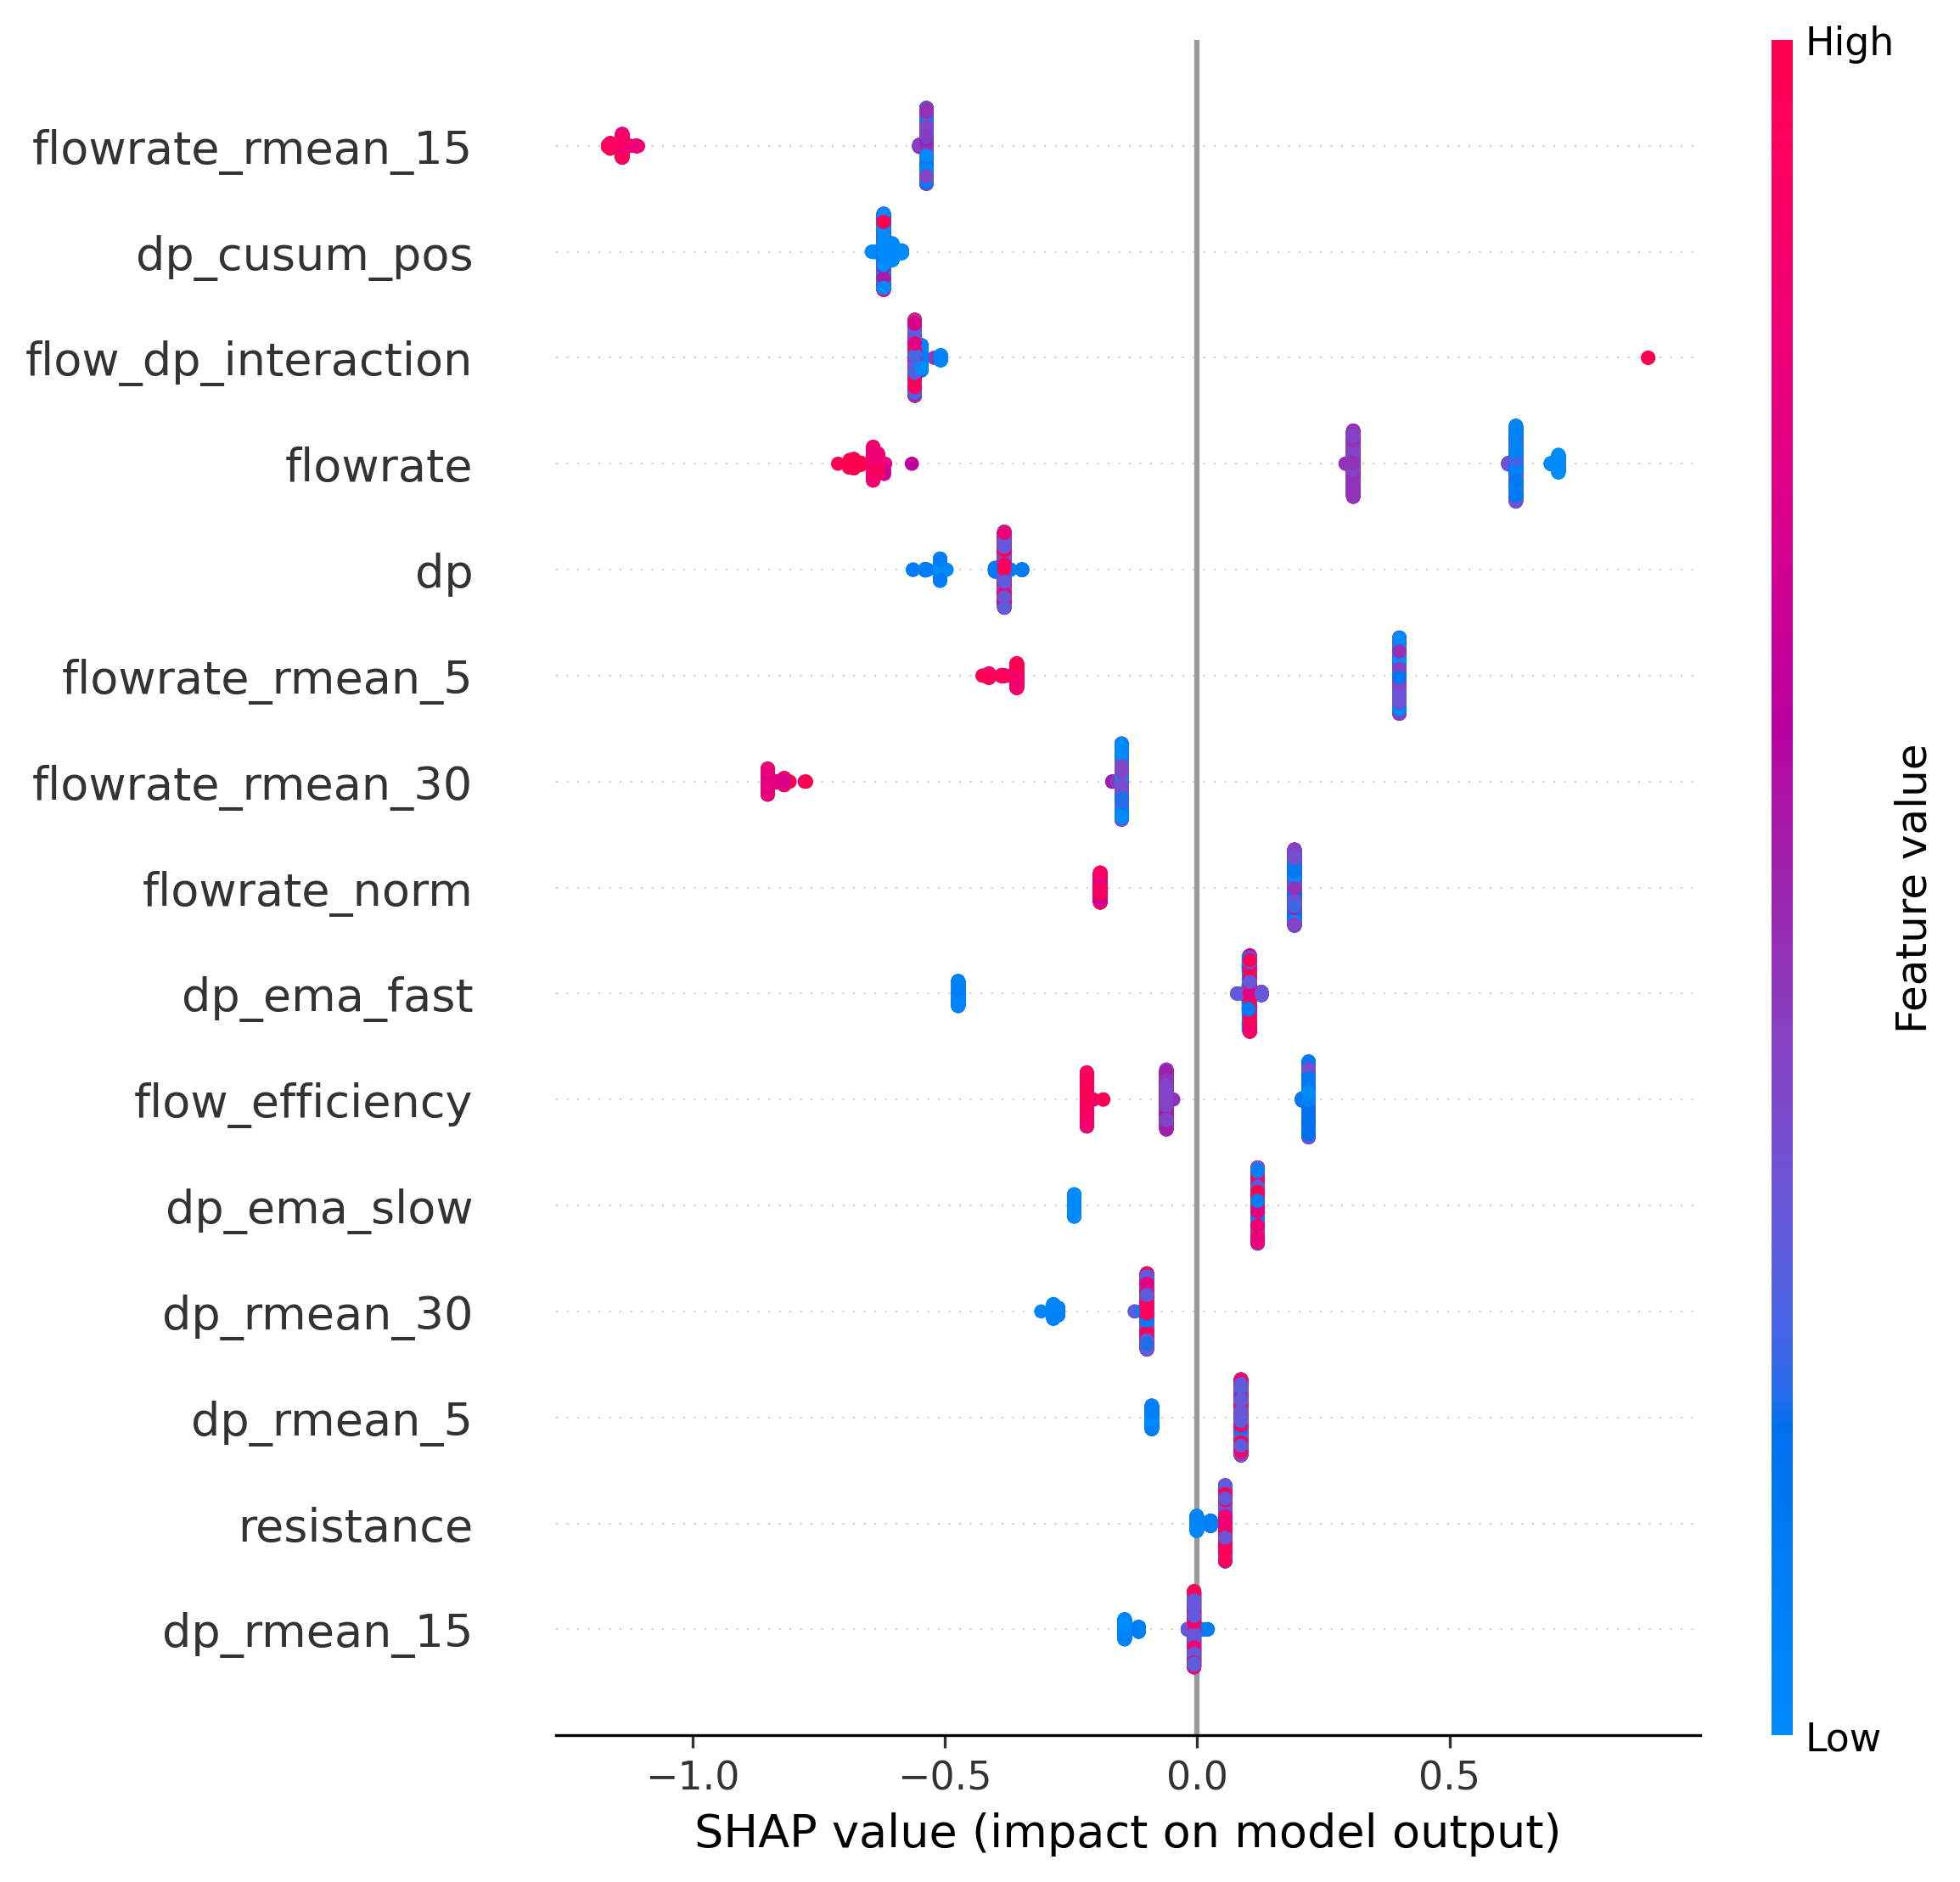 High
flowrate_rmean_15
dp_cusum_pos
flow_dp_interaction
flowrate
dp
flowrate_rmean_5
flowrate_rmean_30
flowrate_norm
dp_ema_fast
flow_efficiency
dp_ema_slow
dp_rmean_30
dp_rmean_5
resistance
dp_rmean_15
Feature value
Low
−1.0 −0.5 0.0 0.5
SHAP value (impact on model output)